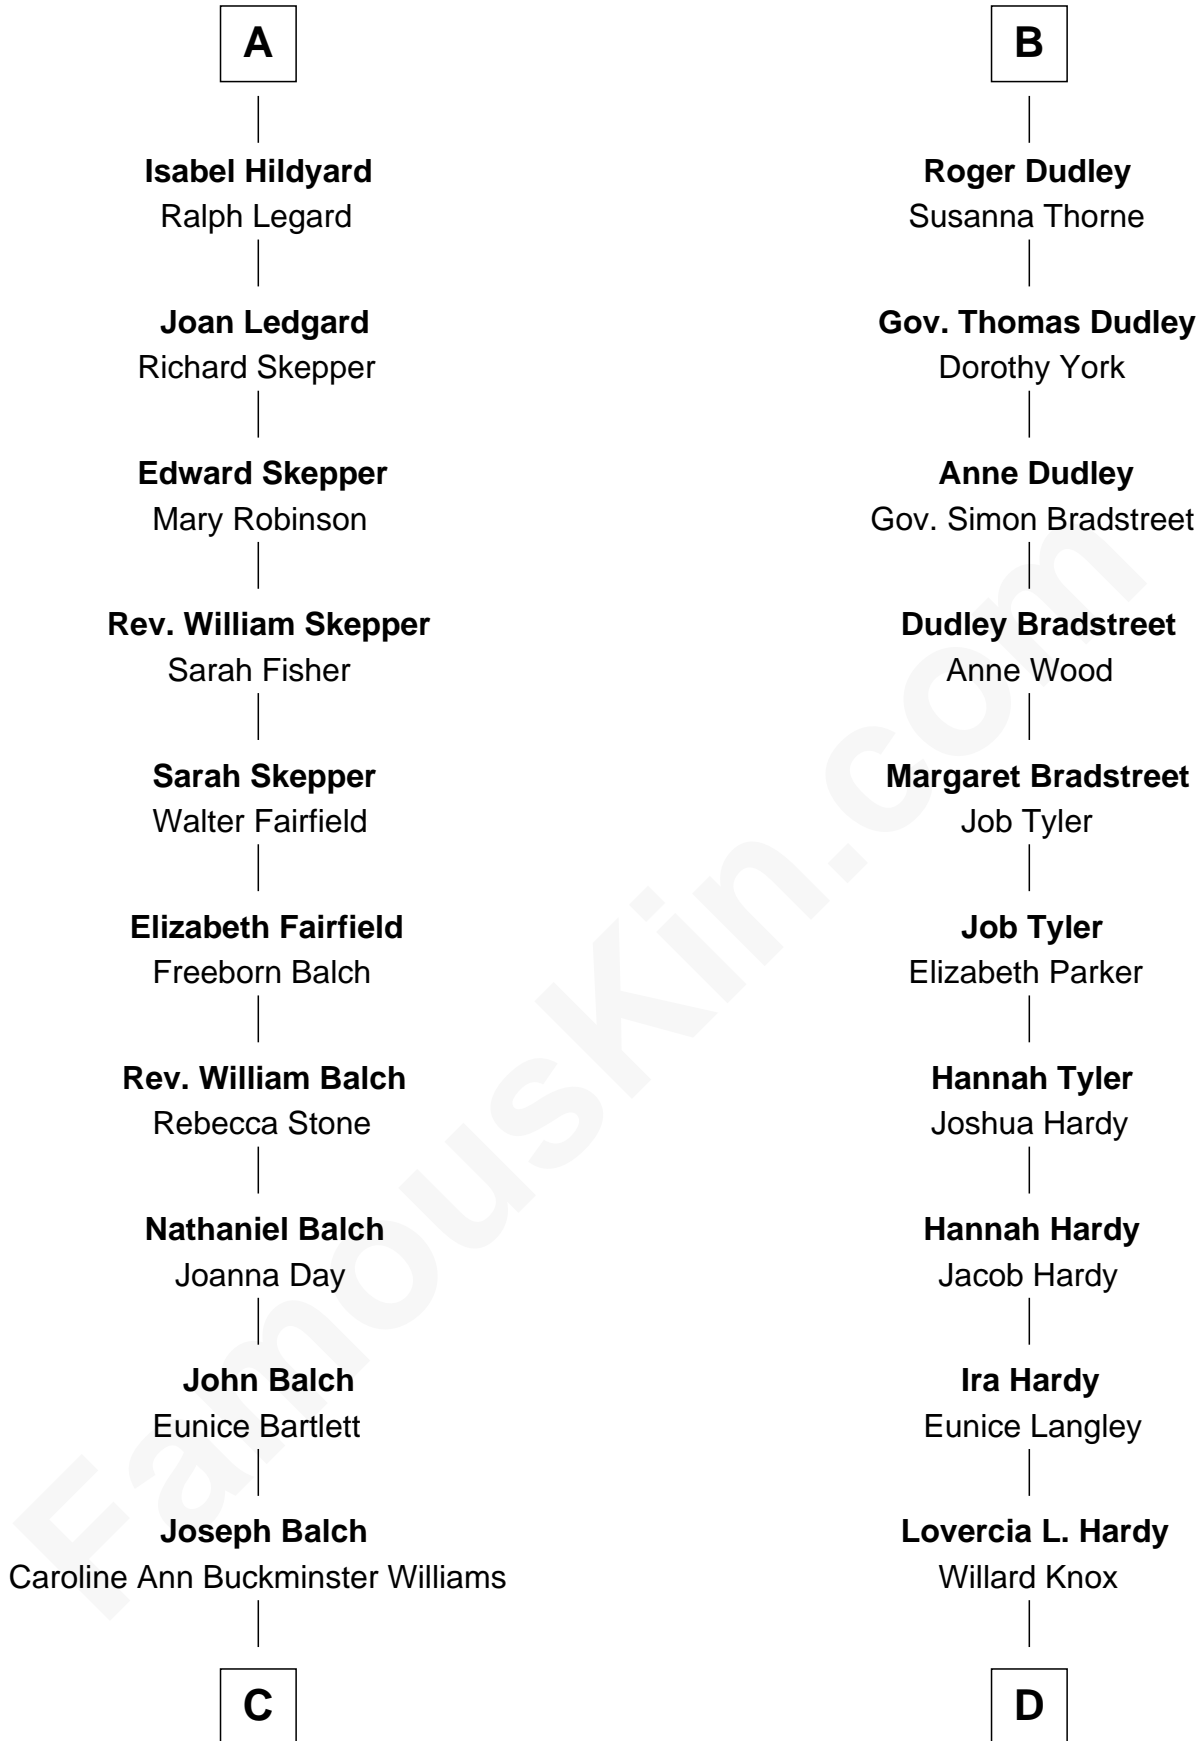 A
Isabel Hildyard
Ralph Legard
Joan Ledgard
Richard Skepper
Edward Skepper
Mary Robinson
Rev. William Skepper
Sarah Fisher
Sarah Skepper
Walter Fairfield
Elizabeth Fairfield
Freeborn Balch
Rev. William Balch
Rebecca Stone
Nathaniel Balch
Joanna Day
John Balch
Eunice Bartlett
Joseph Balch
Caroline Ann Buckminster Williams
C
B
Roger Dudley
Susanna Thorne
Gov. Thomas Dudley
Dorothy York
Anne Dudley
Gov. Simon Bradstreet
Dudley Bradstreet
Anne Wood
Margaret Bradstreet
Job Tyler
Job Tyler
Elizabeth Parker
Hannah Tyler
Joshua Hardy
Hannah Hardy
Jacob Hardy
Ira Hardy
Eunice Langley
Lovercia L. Hardy
Willard Knox
D
FamousKin.com